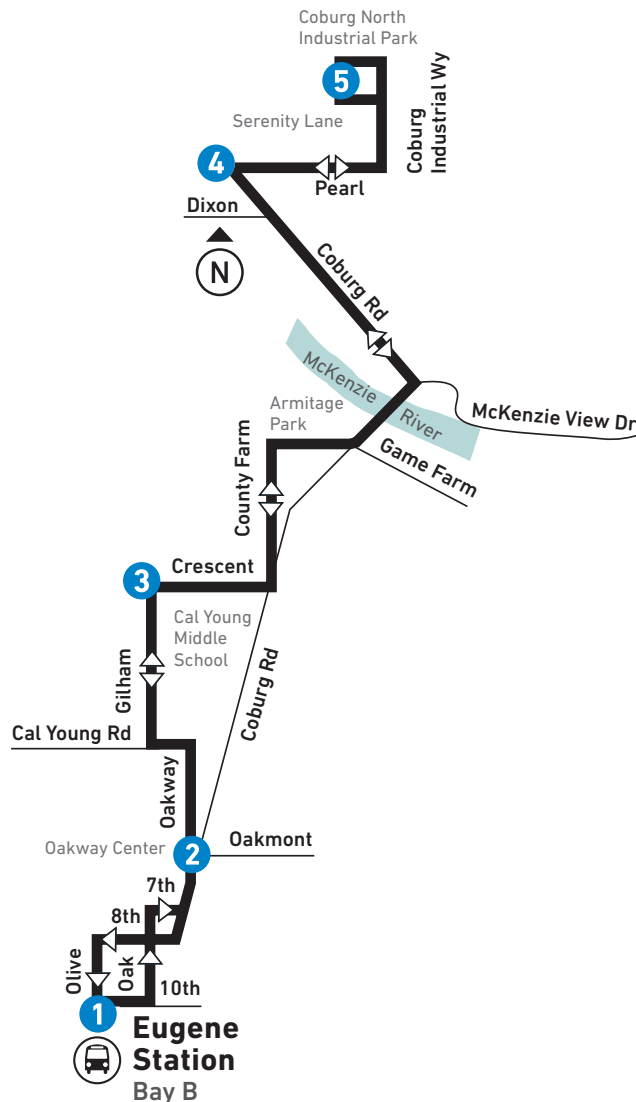 Coburg North
Industrial Park
5
Coburg
Industrial Wy
Serenity Lane
4
Pearl
Dixon
N
Coburg Rd
McKenzie
River
McKenzie View Dr
Armitage
Park
Game Farm
County Farm
3
Crescent
Cal Young
Middle
School
Gilham
Coburg Rd
Cal Young Rd
Oakway
Oakway Center
2
Oakmont
7th
8th
Olive
Oak
10th
1
Eugene
Station
Bay B